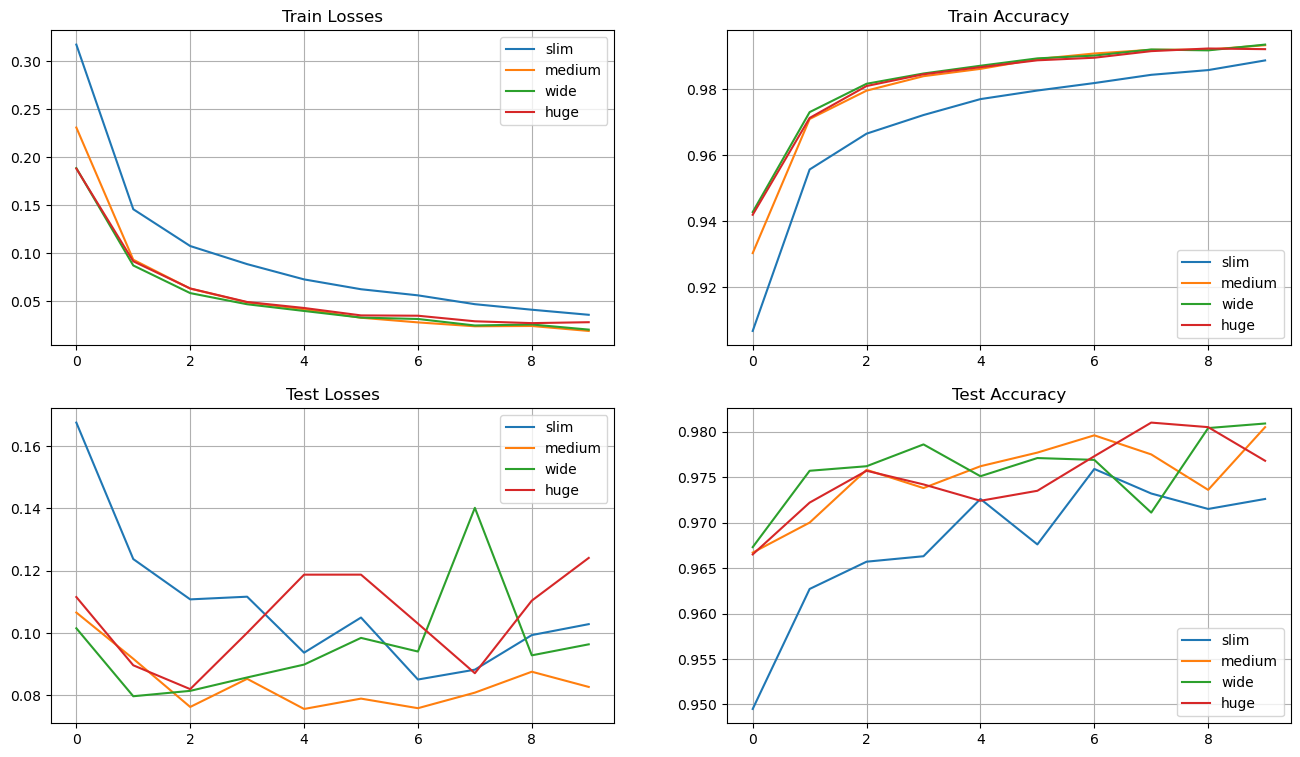 Train Losses
0.30
0.25
0.20
0.15
0.10
0.05
0 2 4 6 8
slim
medium
wide
huge
Train Accuracy
0.98
0.96
0.94
0.92
0 2 4 6 8
slim
medium
wide
huge
Test Losses
0.16
0.14
0.12
0.10
0.08
0 2 4 6 8
slim
medium
wide
huge
Test Accuracy
0.980
0.975
0.970
0.965
0.960
0.955
0.950
0 2 4 6 8
slim
medium
wide
huge